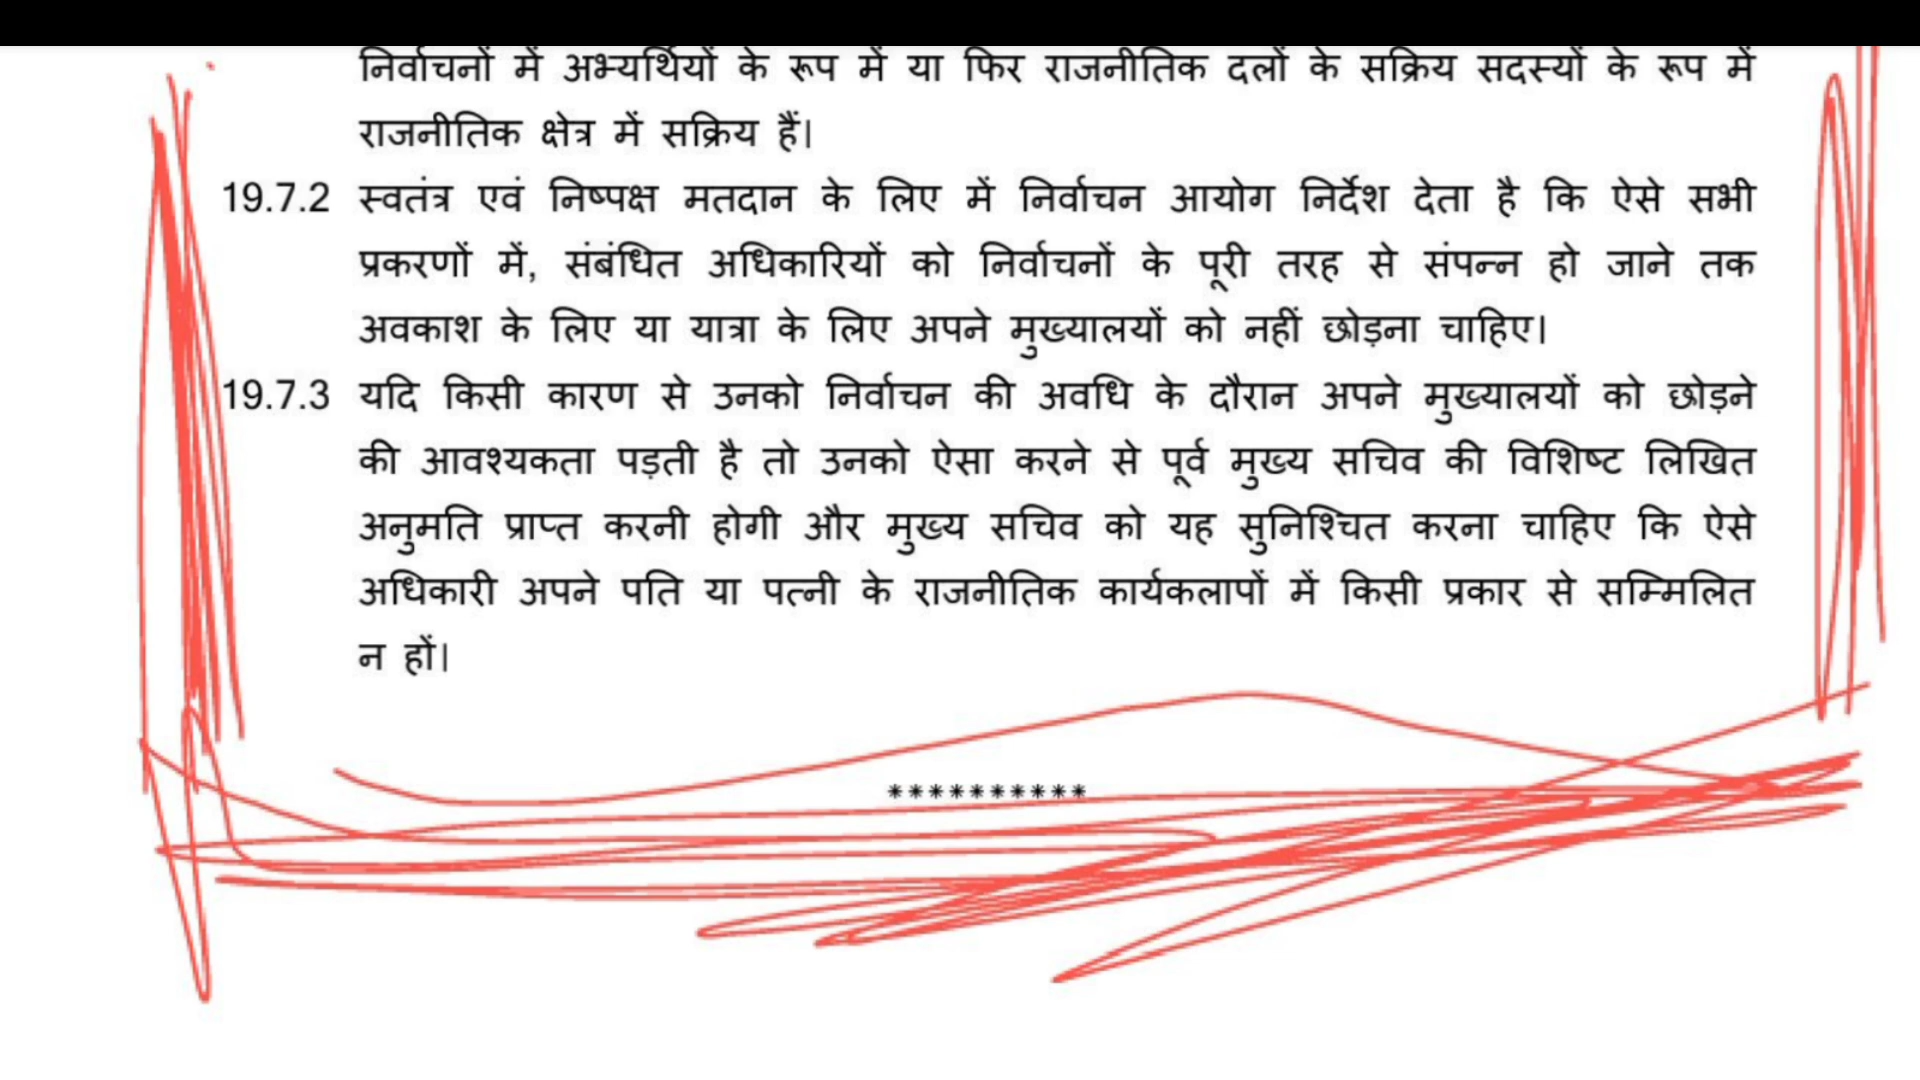 निर्वाचनों में अभ्यर्थियों के रूप में या फिर राजनीतिक दलों के सक्रिय सदस्यों के रूप में
राजनीतिक क्षेत्र में सक्रिय हैं।
19.7.2 स्वतंत्र एवं निष्पक्ष मतदान के लिए में निर्वाचन आयोग निर्देश देता है कि ऐसे सभी
प्रकरणों में, संबंधित अधिकारियों को निर्वाचनों के पूरी तरह से संपन्न हो जाने तक
अवकाश के लिए या यात्रा के लिए अपने मुख्यालयों को नहीं छोड़ना चाहिए।
19.7.3 यदि किसी कारण से उनको निर्वाचन की अवधि के दौरान अपने मुख्यालयों को छोड़ने
की आवश्यकता पड़ती है तो उनको ऐसा करने से पूर्व मुख्य सचिव की विशिष्ट लिखित
अनुमति प्राप्त करनी होगी और मुख्य सचिव को यह सुनिश्चित करना चाहिए कि ऐसे
अधिकारी अपने पति या पत्नी के राजनीतिक कार्यकलापों में किसी प्रकार से सम्मिलित
न हों।
**********